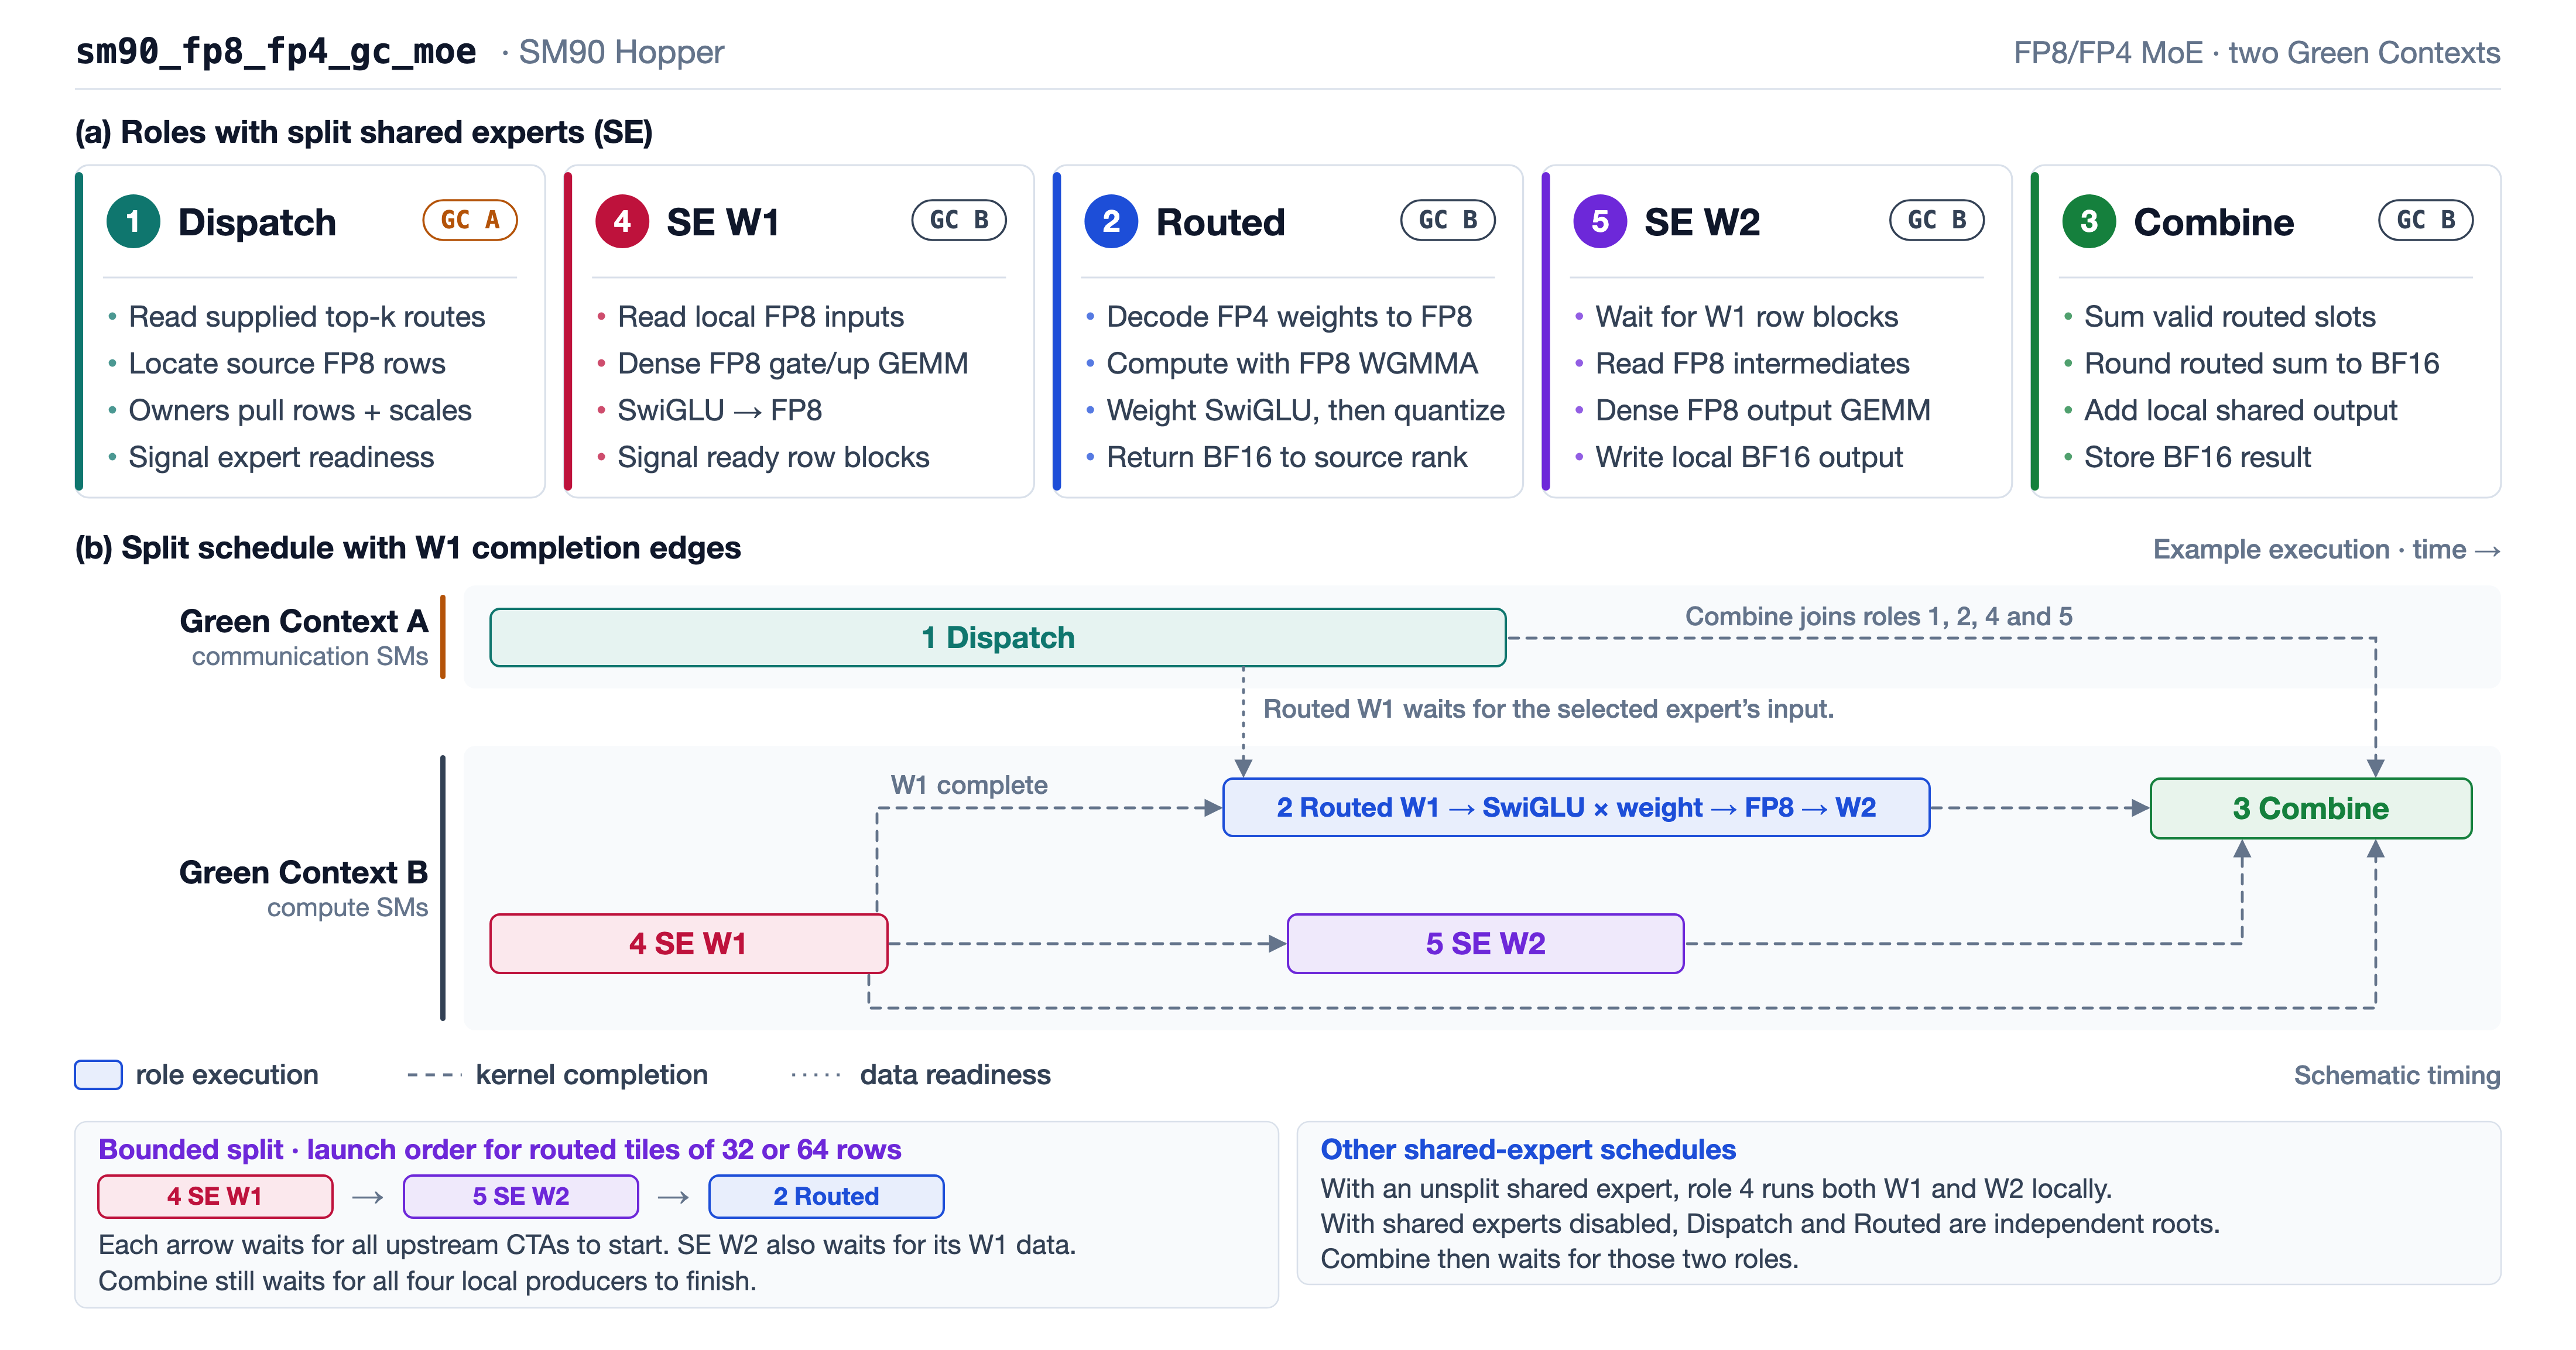 sm90_fp8_fp4_gc_moe · SM90 Hopper
FP8/FP4 MoE · two Green Contexts
(a) Roles with split shared experts (SE)
1 Dispatch GC A
• Read supplied top-k routes
• Locate source FP8 rows
• Owners pull rows + scales
• Signal expert readiness
4 SE W1 GC B
• Read local FP8 inputs
• Dense FP8 gate/up GEMM
• SwiGLU → FP8
• Signal ready row blocks
2 Routed GC B
• Decode FP4 weights to FP8
• Compute with FP8 WGMMA
• Weight SwiGLU, then quantize
• Return BF16 to source rank
5 SE W2 GC B
• Wait for W1 row blocks
• Read FP8 intermediates
• Dense FP8 output GEMM
• Write local BF16 output
3 Combine GC B
• Sum valid routed slots
• Round routed sum to BF16
• Add local shared output
• Store BF16 result
(b) Split schedule with W1 completion edges
Example execution · time →
Green Context A
communication SMs
1 Dispatch
Combine joins roles 1, 2, 4 and 5
Routed W1 waits for the selected expert's input.
Green Context B
compute SMs
W1 complete
2 Routed W1 → SwiGLU × weight → FP8 → W2
3 Combine
4 SE W1
5 SE W2
role execution
kernel completion
data readiness
Schematic timing
Bounded split · launch order for routed tiles of 32 or 64 rows
4 SE W1 → 5 SE W2 → 2 Routed
Each arrow waits for all upstream CTAs to start. SE W2 also waits for its W1 data.
Combine still waits for all four local producers to finish.
Other shared-expert schedules
With an unsplit shared expert, role 4 runs both W1 and W2 locally.
With shared experts disabled, Dispatch and Routed are independent roots.
Combine then waits for those two roles.